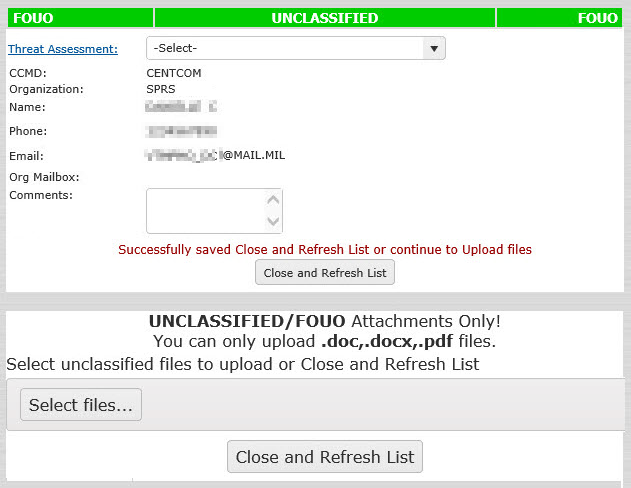 FOUO UNCLASSIFIED FOUO
Threat Assessment: -Select-
CCMD: CENTCOM
Organization: SPRS
Name:
Phone:
Email: @MAIL.MIL
Org Mailbox:
Comments:
Successfully saved Close and Refresh List or continue to Upload files
Close and Refresh List
UNCLASSIFIED/FOUO Attachments Only!
You can only upload .doc,.docx,.pdf files.
Select unclassified files to upload or Close and Refresh List
Select files...
Close and Refresh List